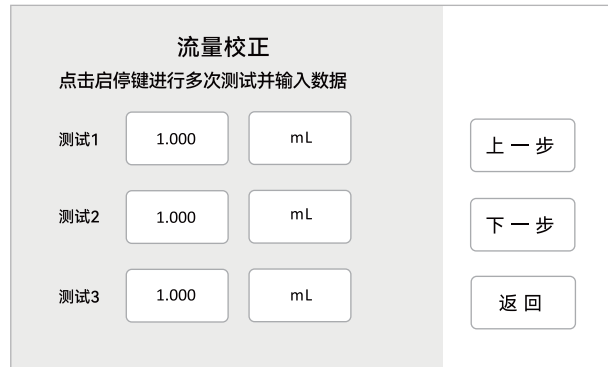 流量校正
点击启停键进行多次测试并输入数据
测试1 1.000 mL
测试2 1.000 mL
测试3 1.000 mL
上一步
下一步
返回